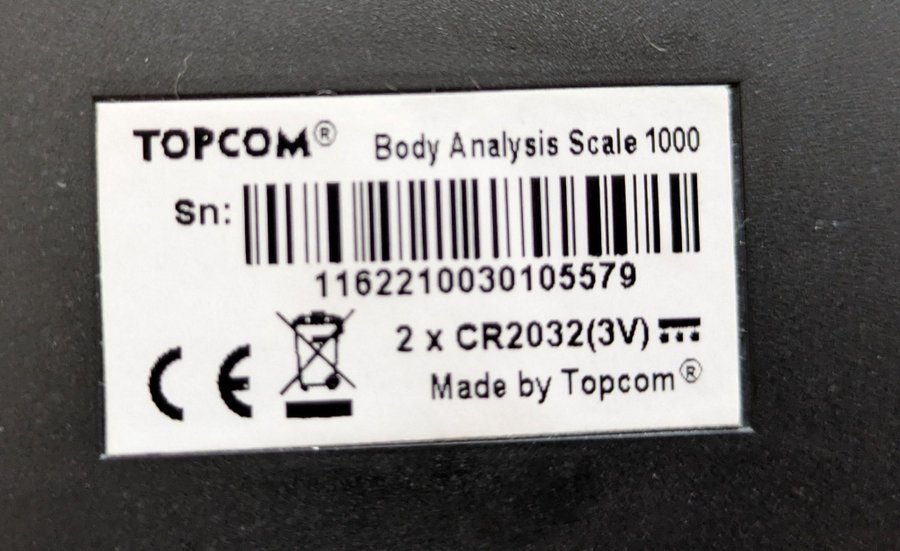 TOPCOM® Body Analysis Scale 1000
Sn:
1162210030105579
2 x CR2032(3V)
CE Made by Topcom®